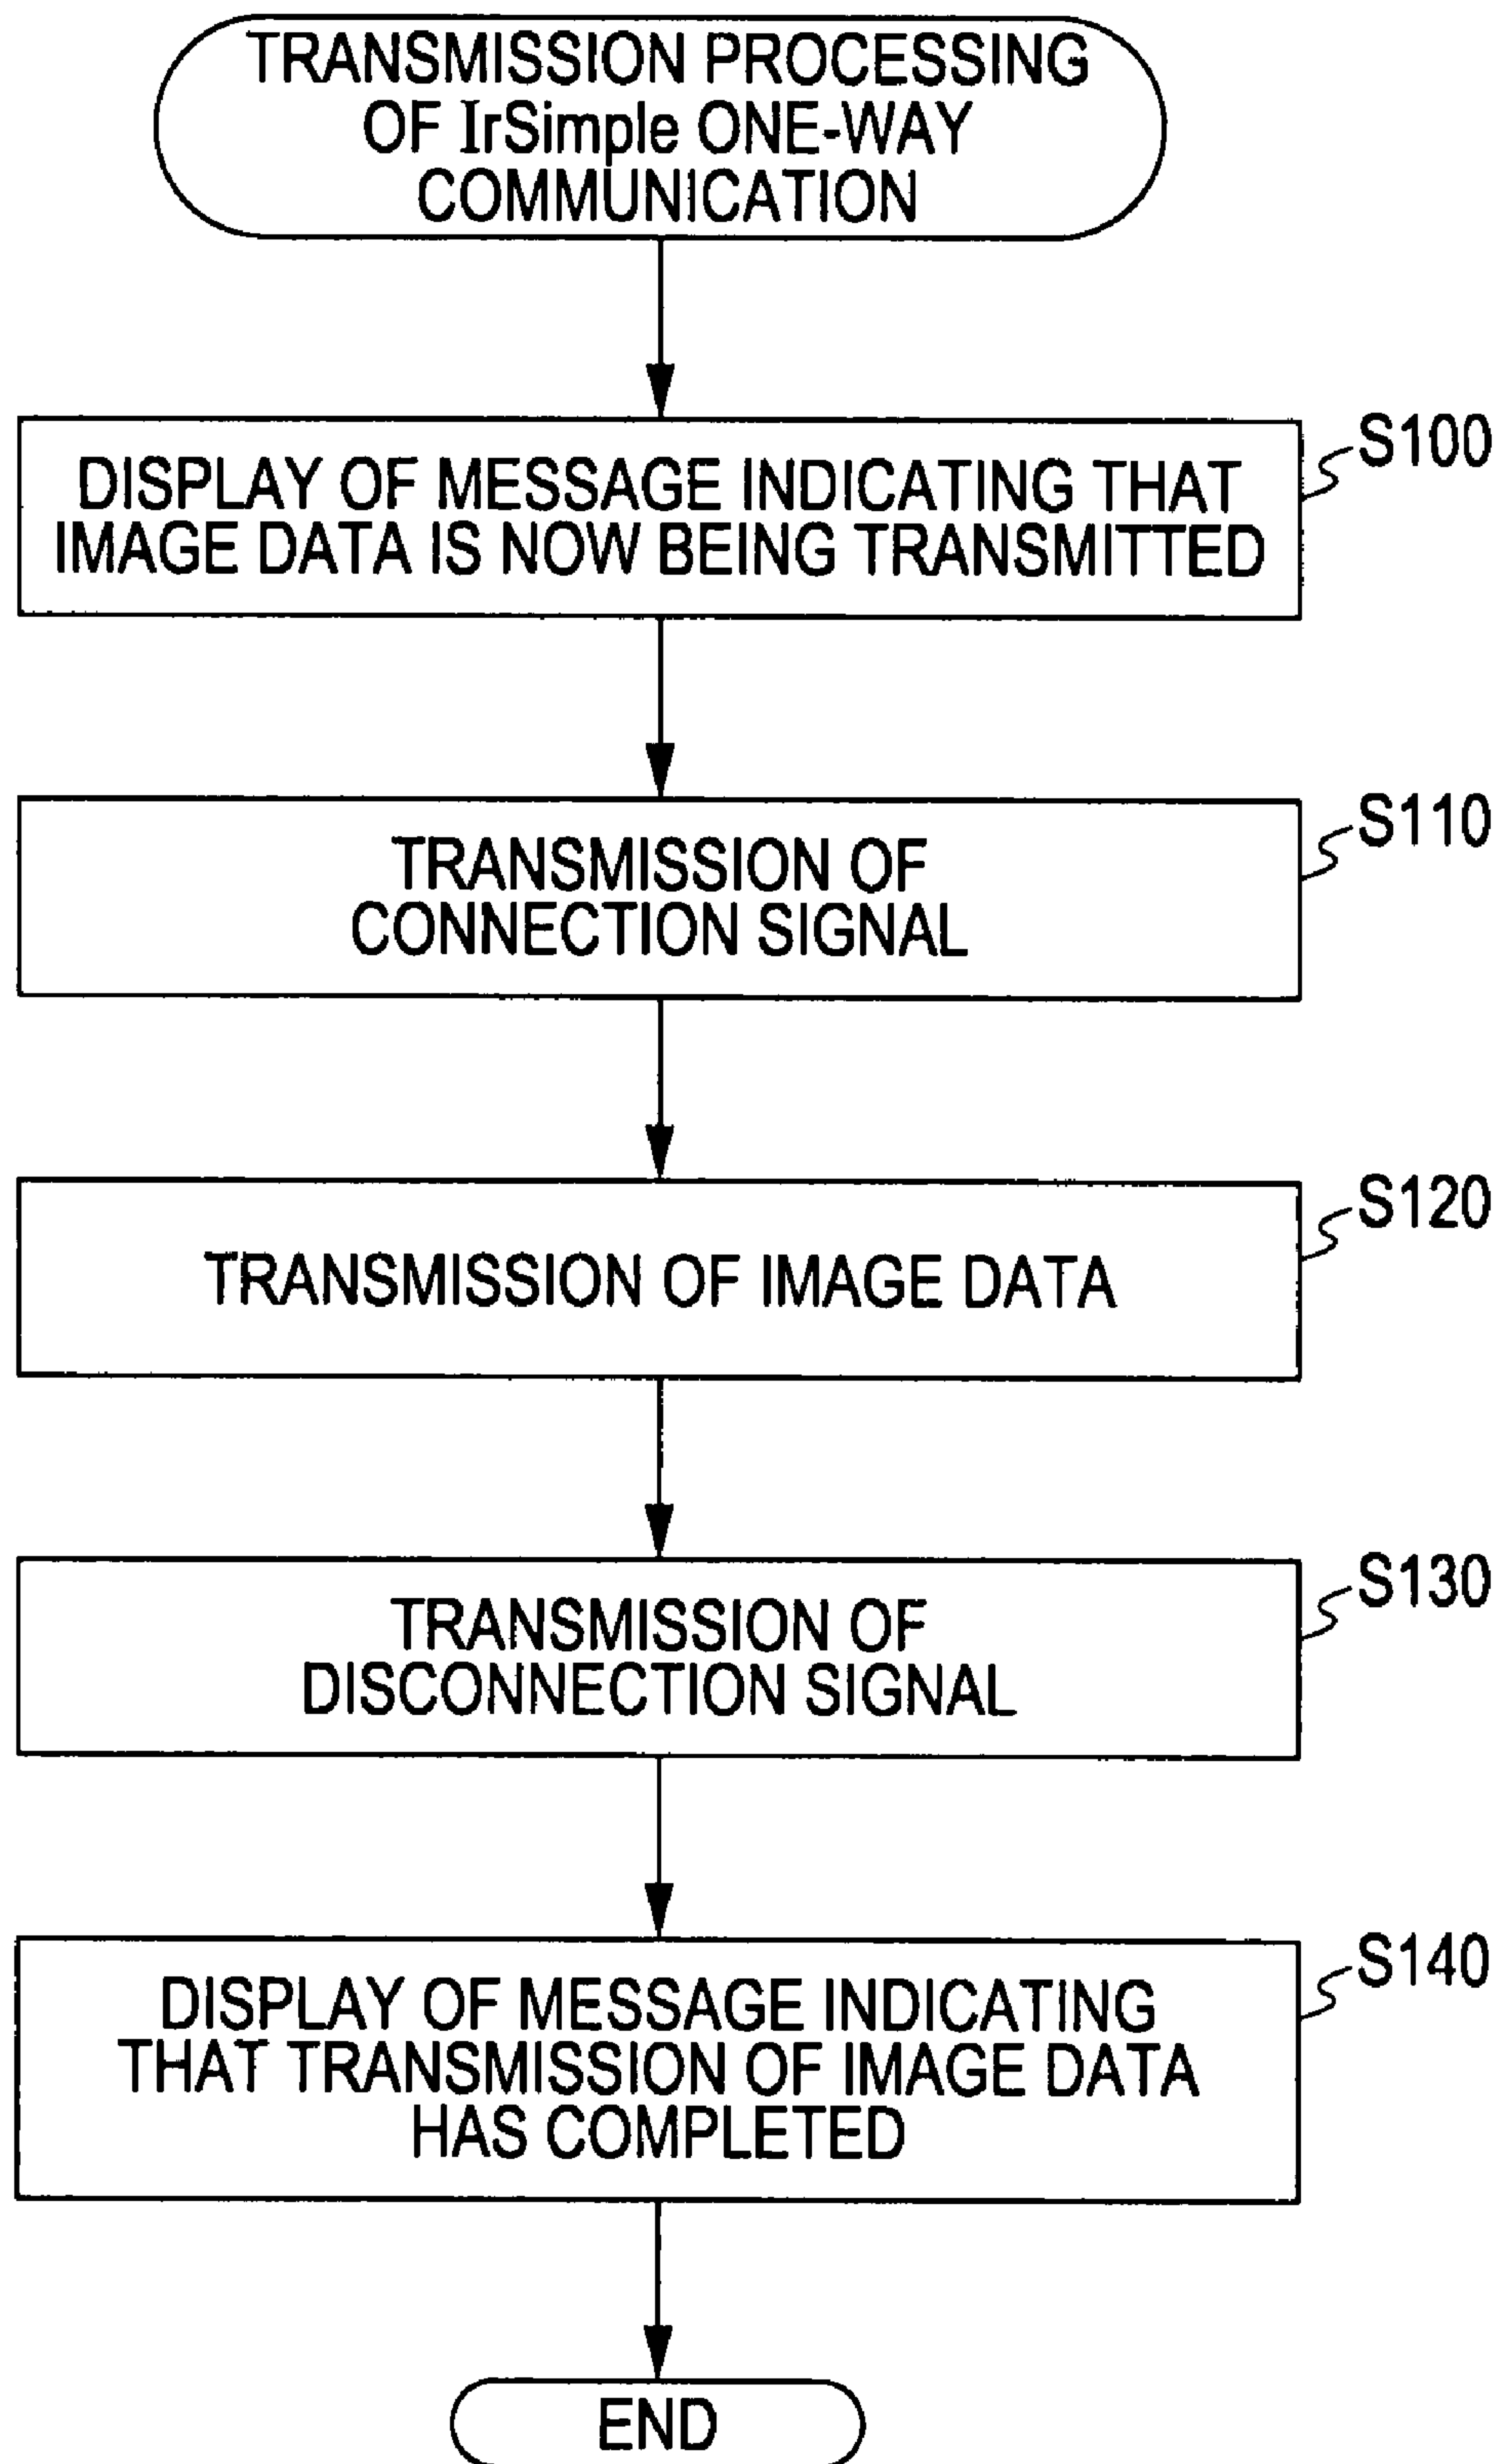 TRANSMISSION PROCESSING
OF IrSimple ONE-WAY
COMMUNICATION
S100
DISPLAY OF MESSAGE INDICATING THAT
IMAGE DATA IS NOW BEING TRANSMITTED
S110
TRANSMISSION OF
CONNECTION SIGNAL
S120
TRANSMISSION OF IMAGE DATA
S130
TRANSMISSION OF
DISCONNECTION SIGNAL
S140
DISPLAY OF MESSAGE INDICATING
THAT TRANSMISSION OF IMAGE DATA
HAS COMPLETED
END